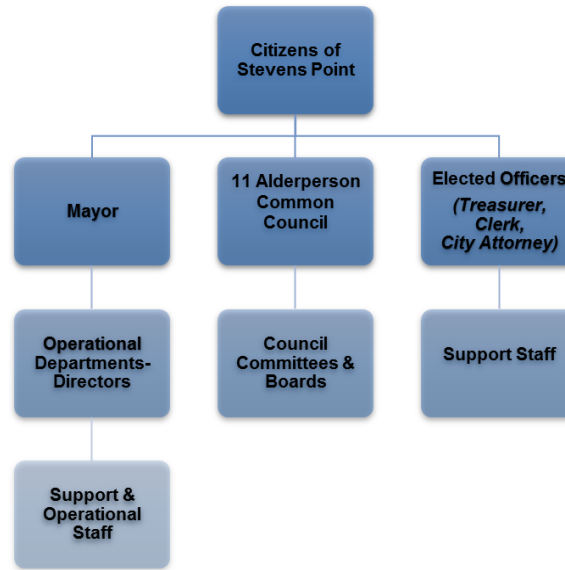 Citizens of
Stevens Point
Mayor
11 Alderperson
Common
Council
Elected Officers
(Treasurer,
Clerk,
City Attorney)
Operational
Departments-
Directors
Council
Committees &
Boards
Support Staff
Support &
Operational
Staff